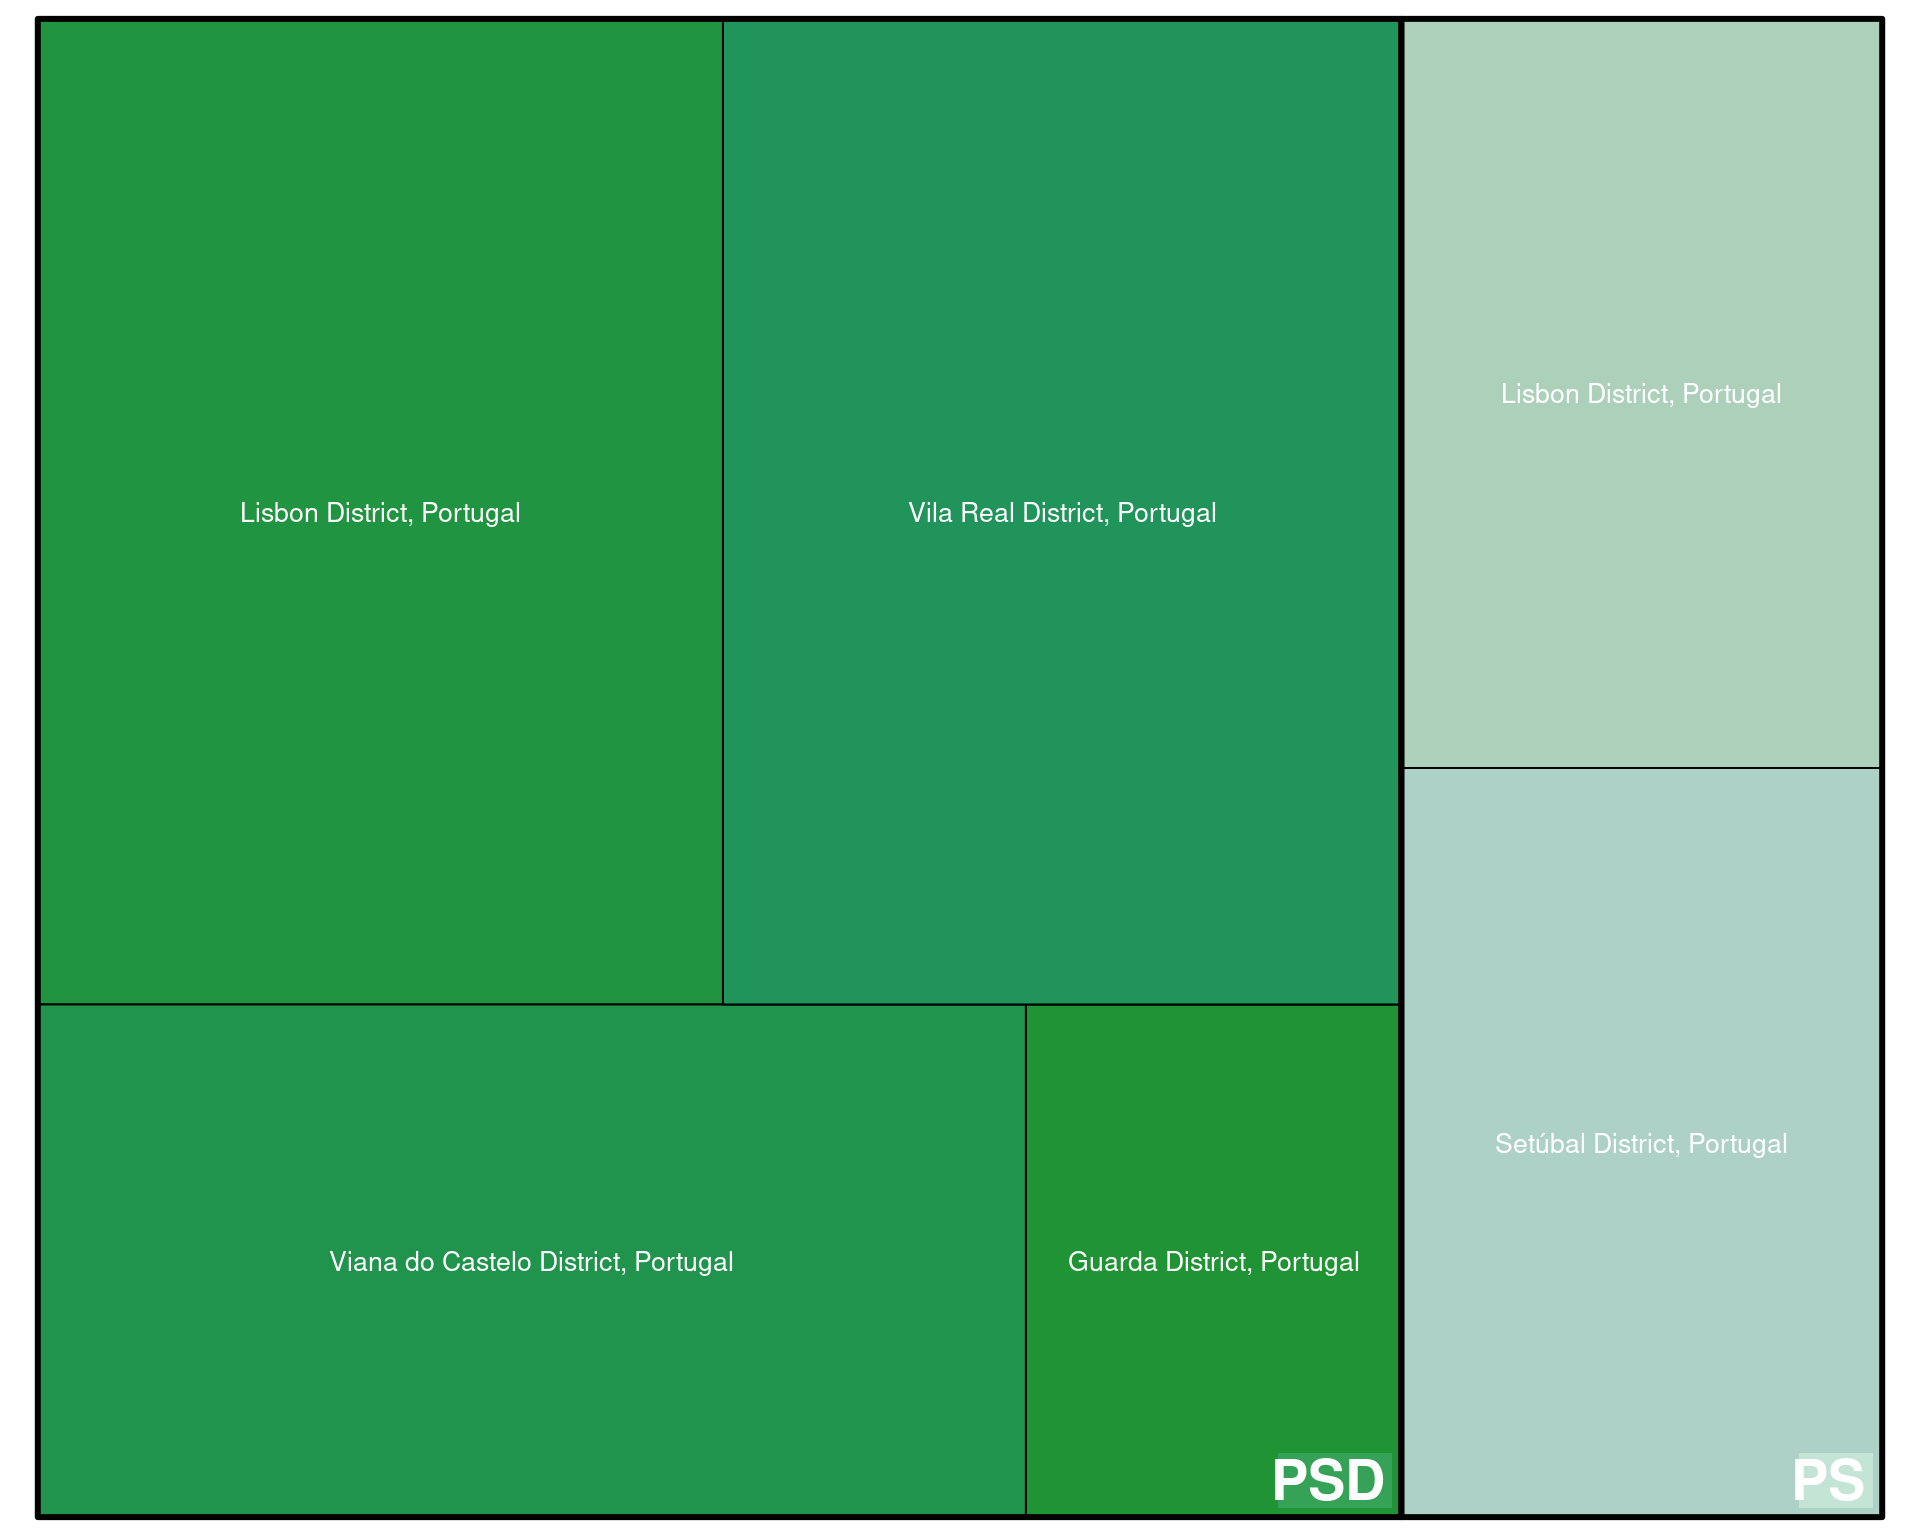 Lisbon District, Portugal
Vila Real District, Portugal
Viana do Castelo District, Portugal
Guarda District, Portugal
PSD
Lisbon District, Portugal
Setúbal District, Portugal
PS